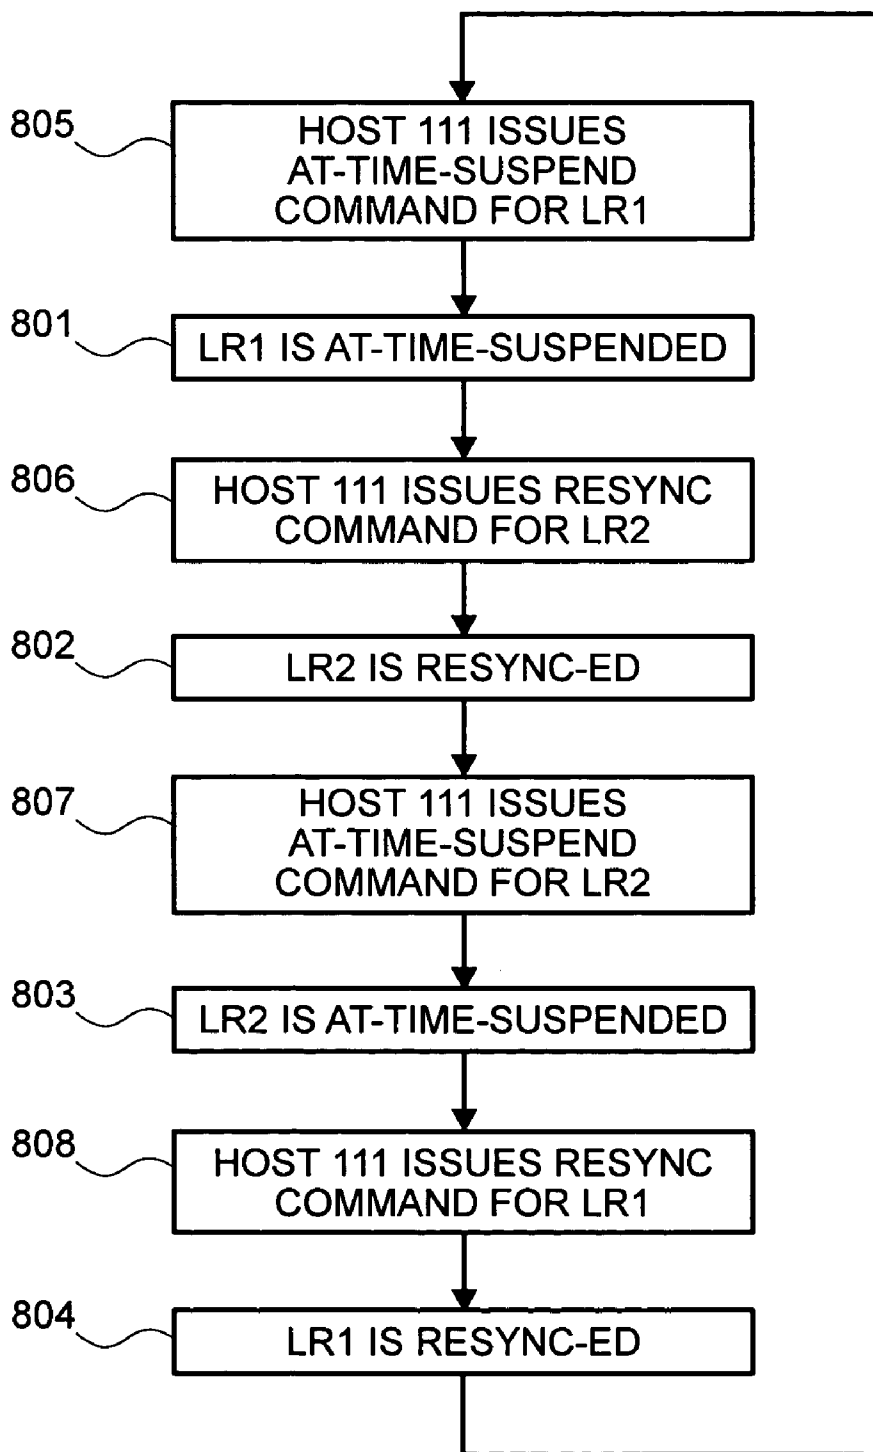 805
HOST 111 ISSUES
AT-TIME-SUSPEND
COMMAND FOR LR1
801
LR1 IS AT-TIME-SUSPENDED
806
HOST 111 ISSUES RESYNC
COMMAND FOR LR2
802
LR2 IS RESYNC-ED
807
HOST 111 ISSUES
AT-TIME-SUSPEND
COMMAND FOR LR2
803
LR2 IS AT-TIME-SUSPENDED
808
HOST 111 ISSUES RESYNC
COMMAND FOR LR1
804
LR1 IS RESYNC-ED